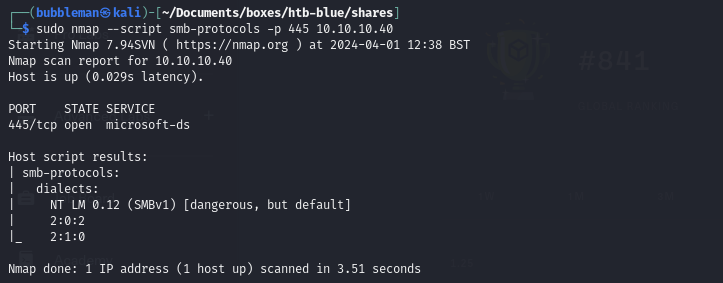 ──(bubbleman㉿kali)-[~/Documents/boxes/htb-blue/shares]
└─$ sudo nmap --script smb-protocols -p 445 10.10.10.40
Starting Nmap 7.94SVN ( https://nmap.org ) at 2024-04-01 12:38 BST
Nmap scan report for 10.10.10.40
Host is up (0.029s latency).
#841
PORT    STATE SERVICE
445/tcp open  microsoft-ds
Host script results:
| smb-protocols:
|   dialects:
|     NT LM 0.12 (SMBv1) [dangerous, but default]
|     2:0:2
|_    2:1:0
Nmap done: 1 IP address (1 host up) scanned in 3.51 seconds